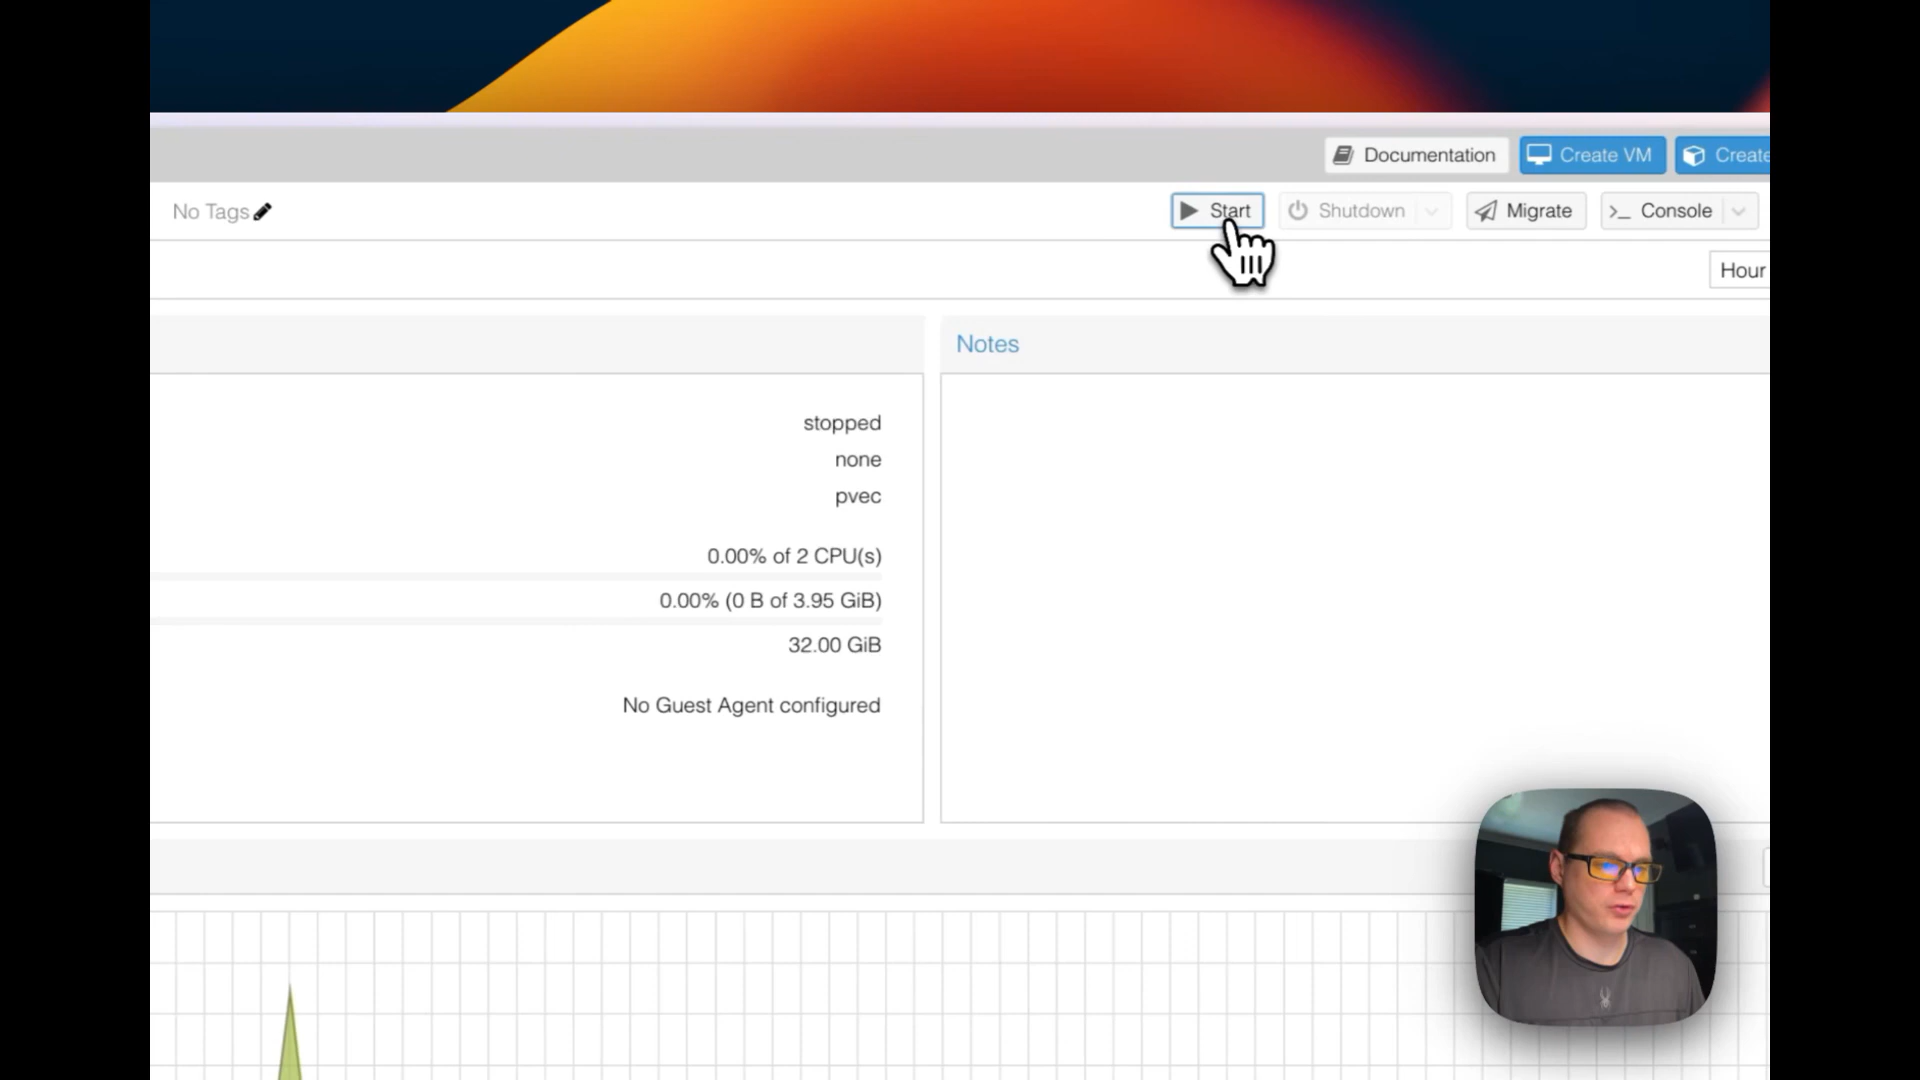 Documentation
Create VM
Create
No Tags
Start
Shutdown
Migrate
>_ Console
Hour
Notes
stopped
none
pvec
0.00% of 2 CPU(s)
0.00% (0 B of 3.95 GiB)
32.00 GiB
No Guest Agent configured